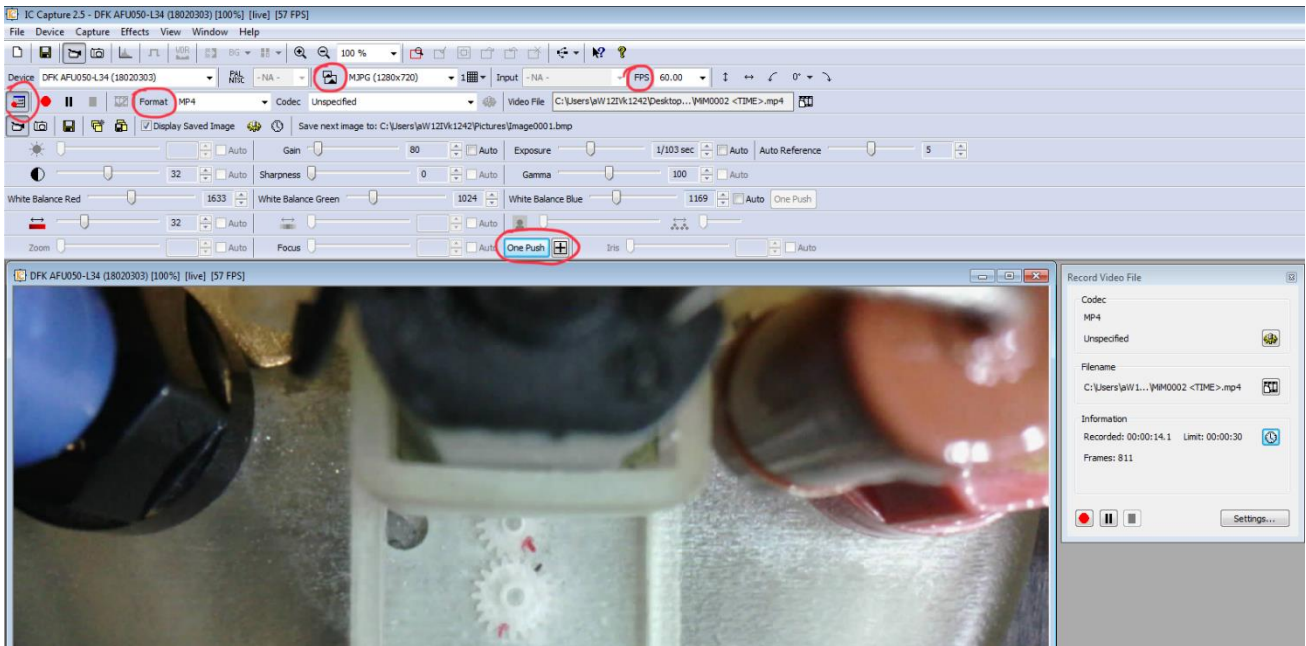 IC Capture 2.5 - DFK AFU050-L34 (18020303) [100%] [live] [57 FPS]
File Device Capture Effects View Window Help
100 %
Device DFK AFU050-L34 (18020303) PAL NTSC - NA - MJPG (1280x720) 1 Input - NA - FPS 60.00 0°
Format MP4 Codec Unspecified Video File C:\Users\aW12IVk1242\Desktop...\MiM0002 <TIME>.mp4
Display Saved Image Save next image to: C:\Users\aW12IVk1242\Pictures\Image0001.bmp
Auto Gain 80 Auto Exposure 1/103 sec Auto Auto Reference 5
32 Auto Sharpness 0 Auto Gamma 100 Auto
White Balance Red 1633 White Balance Green 1024 White Balance Blue 1169 Auto One Push
32 Auto Auto
Zoom Auto Focus Auto One Push Iris Auto
DFK AFU050-L34 (18020303) [100%] [live] [57 FPS]
Record Video File
Codec
MP4
Unspecified
Filename
C:\Users\aW1...\MiM0002 <TIME>.mp4
Information
Recorded: 00:00:14.1 Limit: 00:00:30
Frames: 811
Settings...